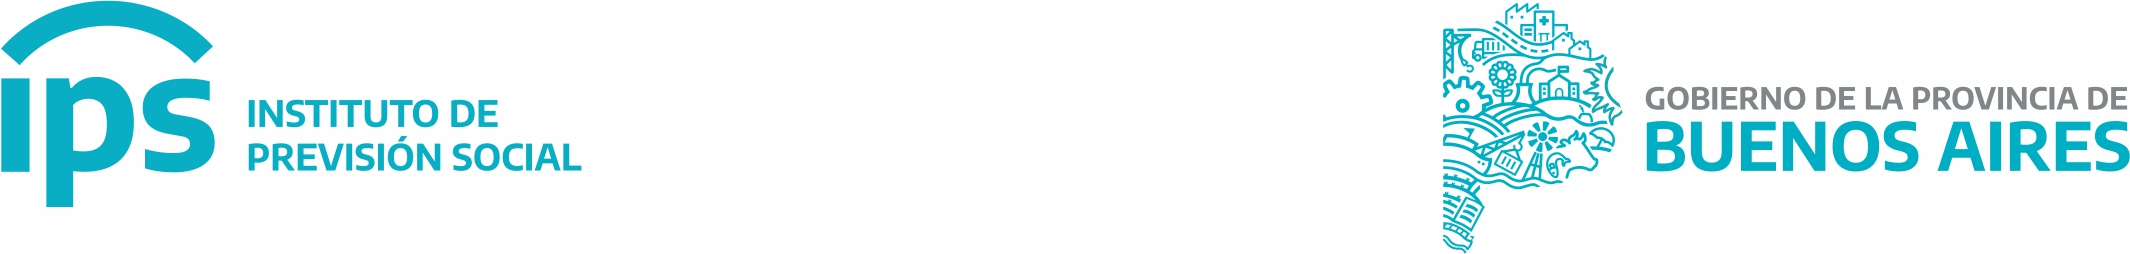 ips
INSTITUTO DE
PREVISIÓN SOCIAL
GOBIERNO DE LA PROVINCIA DE
BUENOS AIRES